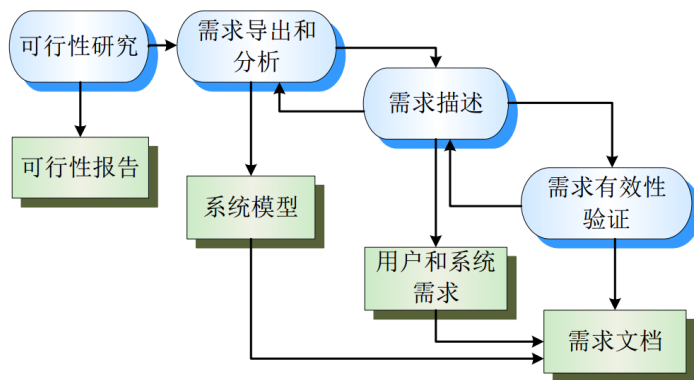 可行性研究
需求导出和
分析
需求描述
可行性报告
系统模型
需求有效性
验证
用户和系统
需求
需求文档